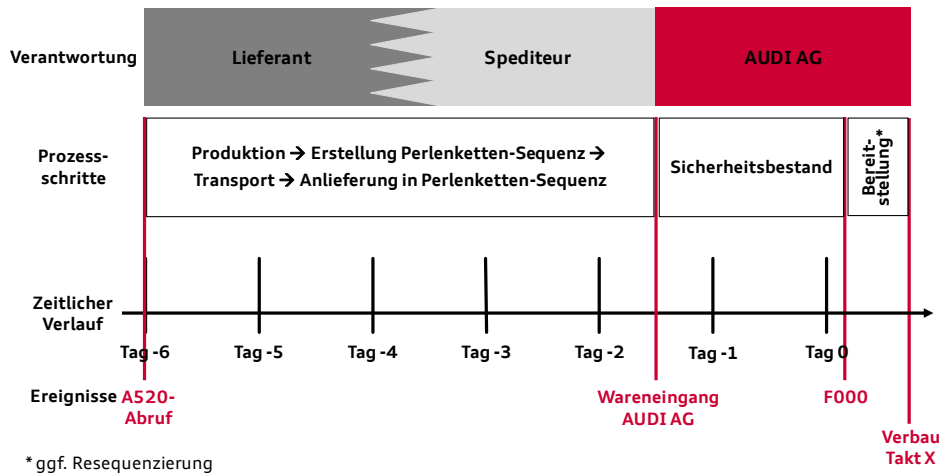 Verantwortung
Lieferant
Spediteur
AUDI AG
Prozess-
schritte
Produktion → Erstellung Perlenketten-Sequenz →
Transport → Anlieferung in Perlenketten-Sequenz
Sicherheitsbestand
Bereit-
stellung*
Zeitlicher
Verlauf
Tag -6
Tag -5
Tag -4
Tag -3
Tag -2
Tag -1
Tag 0
Ereignisse
A520-
Abruf
Wareneingang
AUDI AG
F000
Verbau
Takt X
* ggf. Resequenzierung